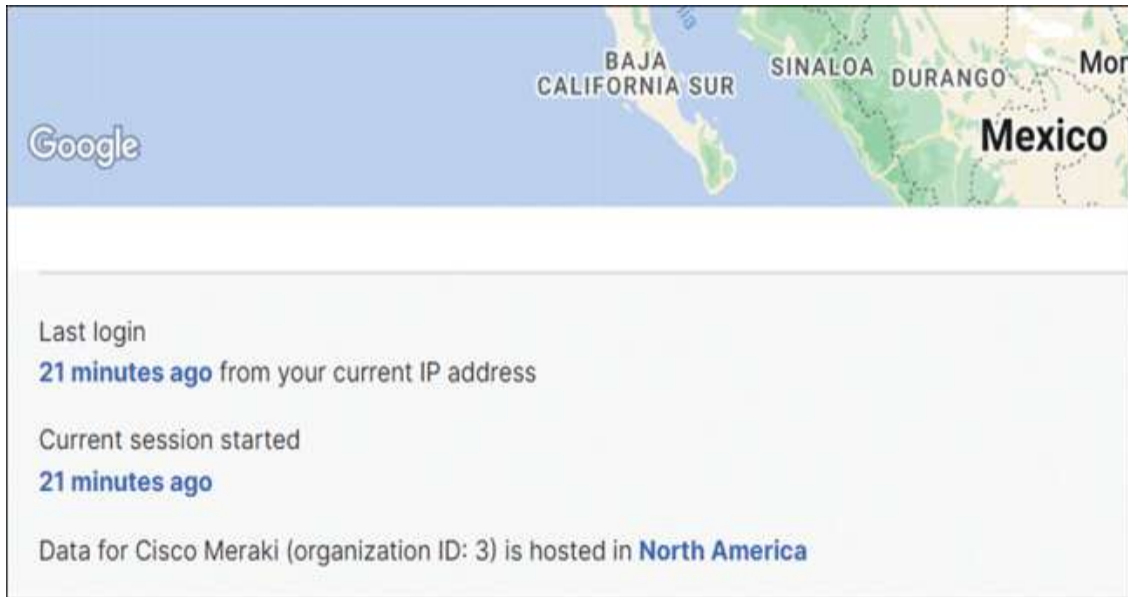 BAJA
CALIFORNIA SUR
SINALOA
DURANGO
Mexico
Google
Last login
21 minutes ago from your current IP address
Current session started
21 minutes ago
Data for Cisco Meraki (organization ID: 3) is hosted in North America